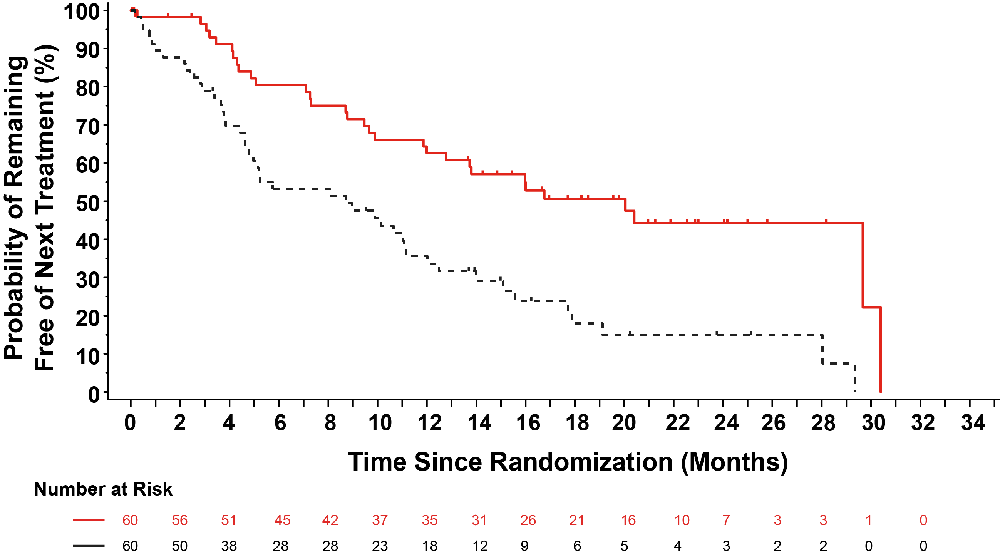 Probability of Remaining
Free of Next Treatment (%)
100
90
80
70
60
50
40
30
20
10
0
0 2 4 6 8 10 12 14 16 18 20 22 24 26 28 30 32 34
Time Since Randomization (Months)
Number at Risk
60 56 51 45 42 37 35 31 26 21 16 10 7 3 3 1 0
60 50 38 28 28 23 18 12 9 6 5 4 3 2 2 0 0